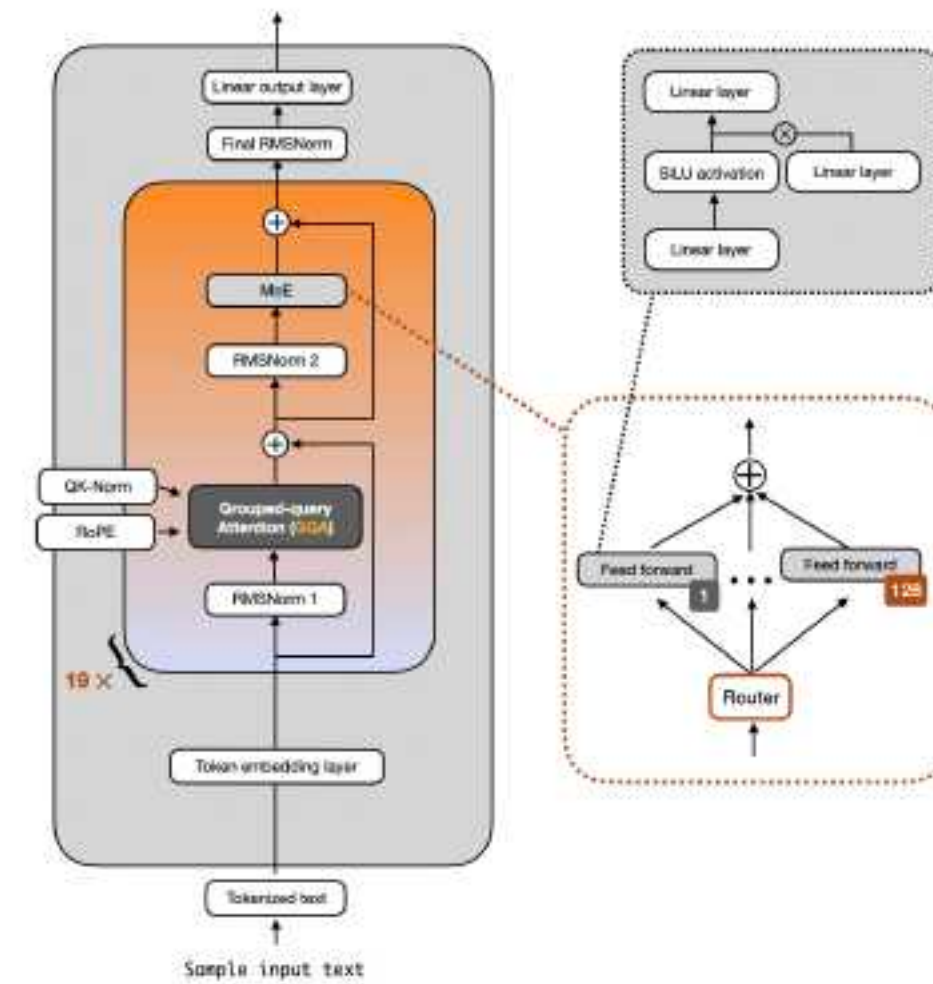 Linear output layer
Final RMSNorm
MoE
RMSNorm 2
QK-Norm
RoPE
Grouped-query
Attention (GQA)
RMSNorm 1
19 ×
Token embedding layer
Tokenized text
Sample input text
Linear layer
SiLU activation
Linear layer
Linear layer
Feed forward
1
Feed forward
128
Router